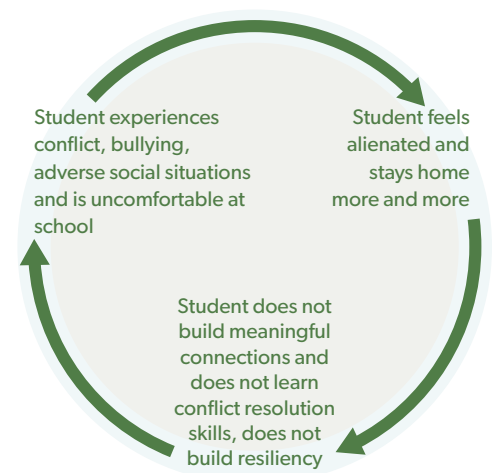 Student experiences
conflict, bullying,
adverse social situations
and is uncomfortable at
school
Student feels
alienated and
stays home
more and more
Student does not
build meaningful
connections and
does not learn
conflict resolution
skills, does not
build resiliency